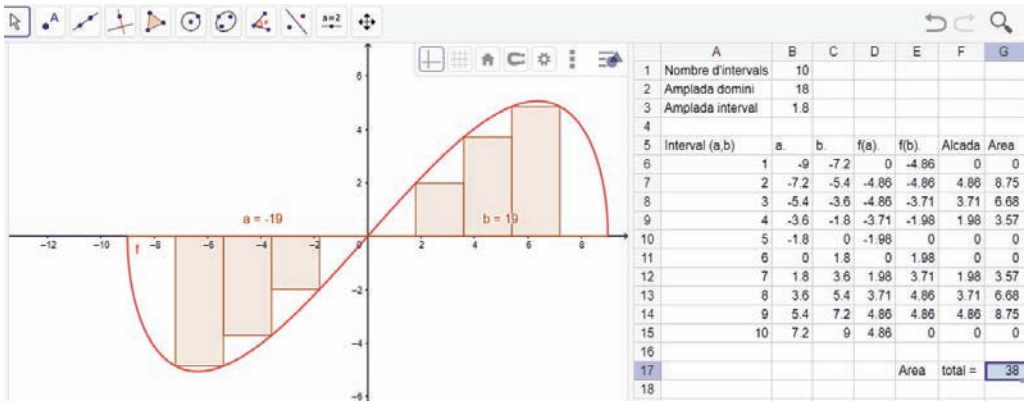 A
a=2
6
4
2
a = -19
b = 19
-12 -10 -8 -6 -4 -2 0 2 4 6 8
f
-2
-4
-6
A B C D E F G
1 Nombre d'intervals 10
2 Amplada domini 18
3 Amplada interval 1.8
4
5 Interval (a,b) a. b. f(a). f(b). Alcada Area
6 1 -9 -7.2 0 -4.86 0 0
7 2 -7.2 -5.4 -4.86 -4.86 4.86 8.75
8 3 -5.4 -3.6 -4.86 -3.71 3.71 6.68
9 4 -3.6 -1.8 -3.71 -1.98 1.98 3.57
10 5 -1.8 0 -1.98 0 0 0
11 6 0 1.8 0 1.98 0 0
12 7 1.8 3.6 1.98 3.71 1.98 3.57
13 8 3.6 5.4 3.71 4.86 3.71 6.68
14 9 5.4 7.2 4.86 4.86 4.86 8.75
15 10 7.2 9 4.86 0 0 0
16
17 Area total = 38
18